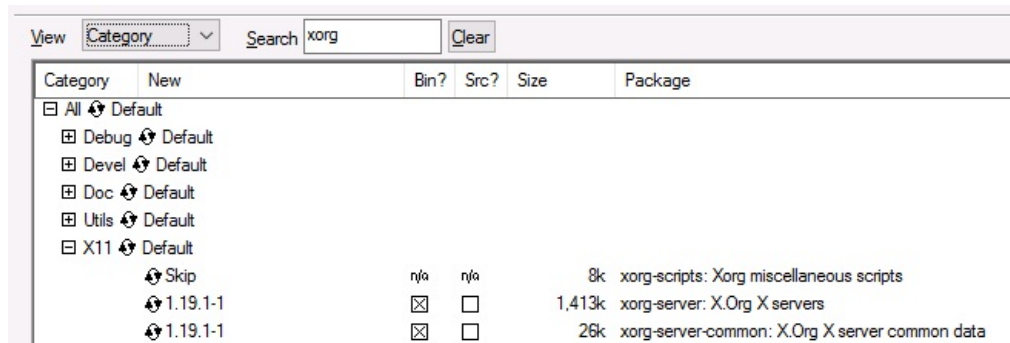 View Category Search xorg Clear
Category New Bin? Src? Size Package
All Default
Debug Default
Devel Default
Doc Default
Utils Default
X11 Default
Skip n/a n/a 8k xorg-scripts: Xorg miscellaneous scripts
1.19.1-1 1,413k xorg-server: X.Org X servers
1.19.1-1 26k xorg-server-common: X.Org X server common data